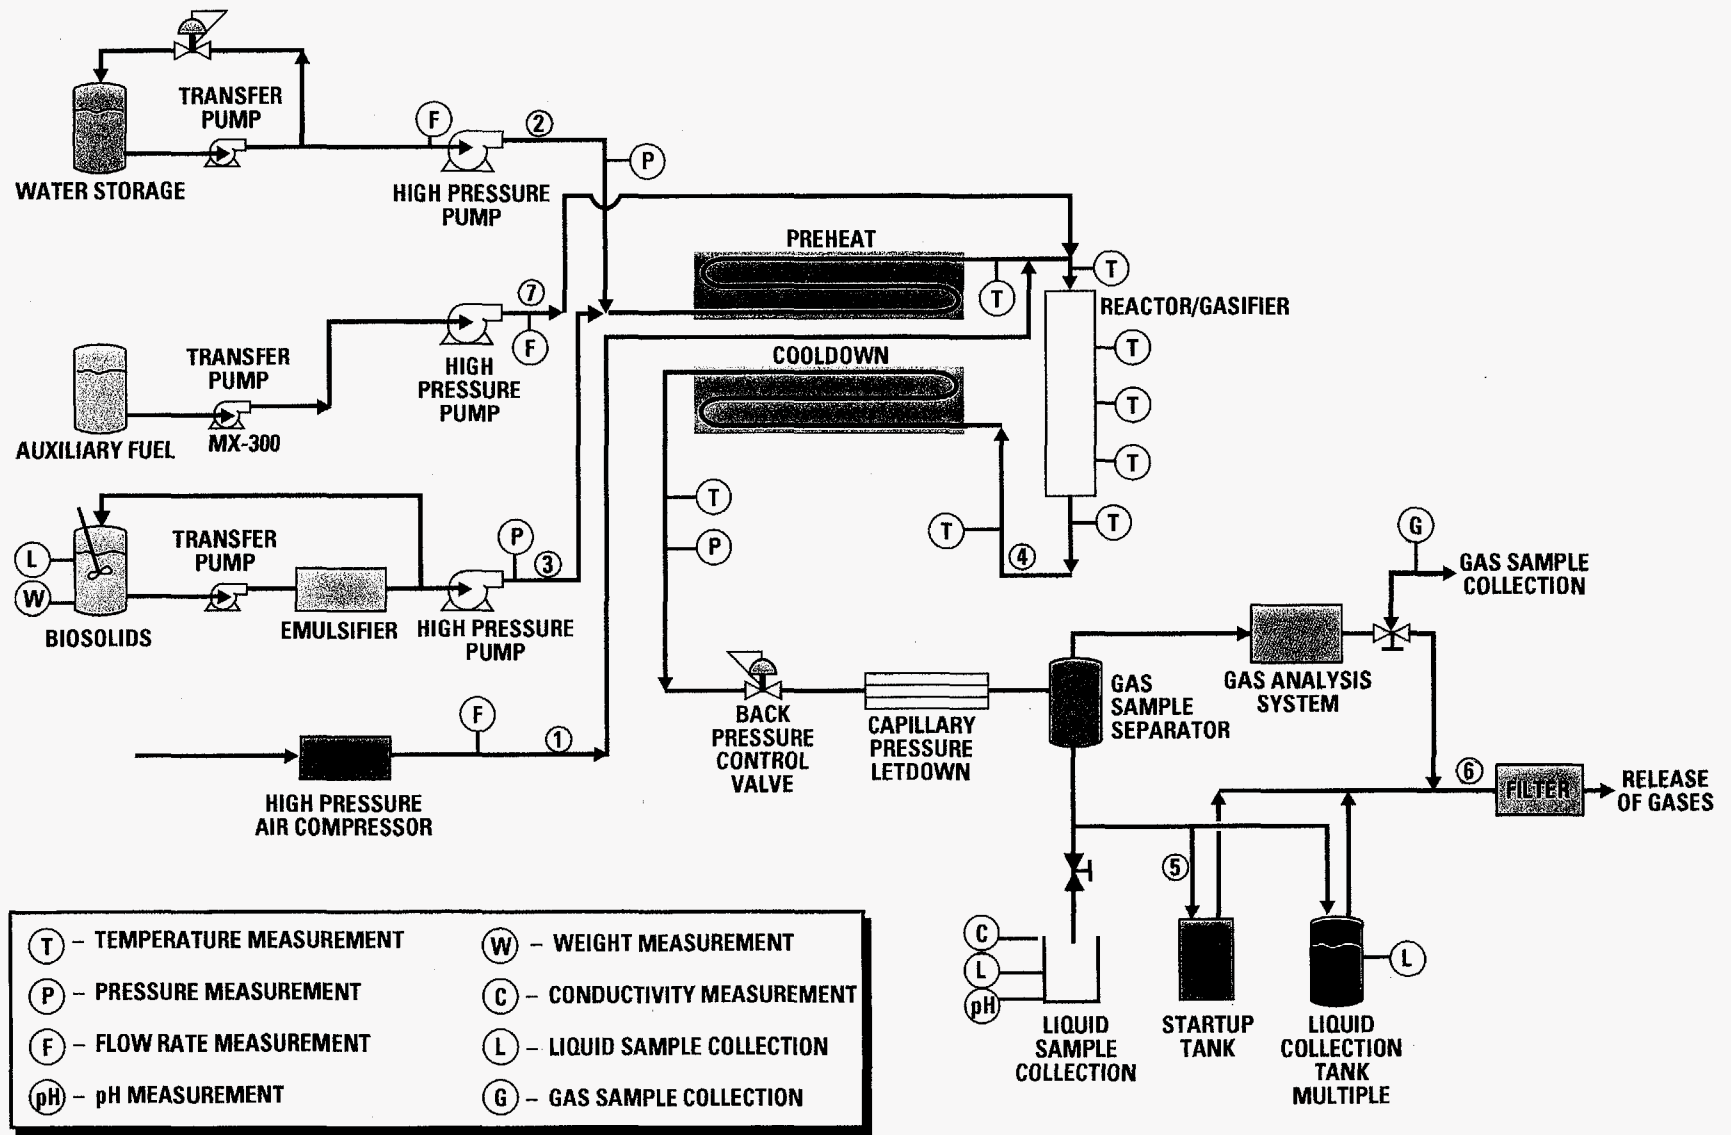 TRANSFER
PUMP
F
2
P
WATER STORAGE
HIGH PRESSURE
PUMP
PREHEAT
T
T
7
F
REACTOR/GASIFIER
TRANSFER
PUMP
HIGH
PRESSURE
PUMP
COOLDOWN
T
T
T
AUXILIARY FUEL
MX-300
T
P
T
T
4
L
W
TRANSFER
PUMP
P
3
BIOSOLIDS
EMULSIFIER
HIGH PRESSURE
PUMP
G
GAS SAMPLE
COLLECTION
GAS ANALYSIS
SYSTEM
GAS
SAMPLE
SEPARATOR
BACK
PRESSURE
CONTROL
VALVE
CAPILLARY
PRESSURE
LETDOWN
F
1
HIGH PRESSURE
AIR COMPRESSOR
6
FILTER
RELEASE
OF GASES
5
C
L
pH
L
LIQUID
SAMPLE
COLLECTION
STARTUP
TANK
LIQUID
COLLECTION
TANK
MULTIPLE
T – TEMPERATURE MEASUREMENT
P – PRESSURE MEASUREMENT
F – FLOW RATE MEASUREMENT
pH – pH MEASUREMENT
W – WEIGHT MEASUREMENT
C – CONDUCTIVITY MEASUREMENT
L – LIQUID SAMPLE COLLECTION
G – GAS SAMPLE COLLECTION